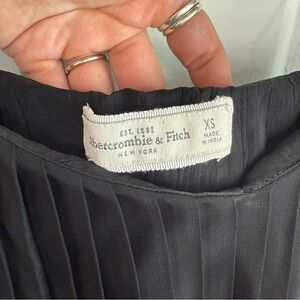 EST. 1892
Abercrombie & Fitch
NEW YORK
XS
MADE
IN INDIA